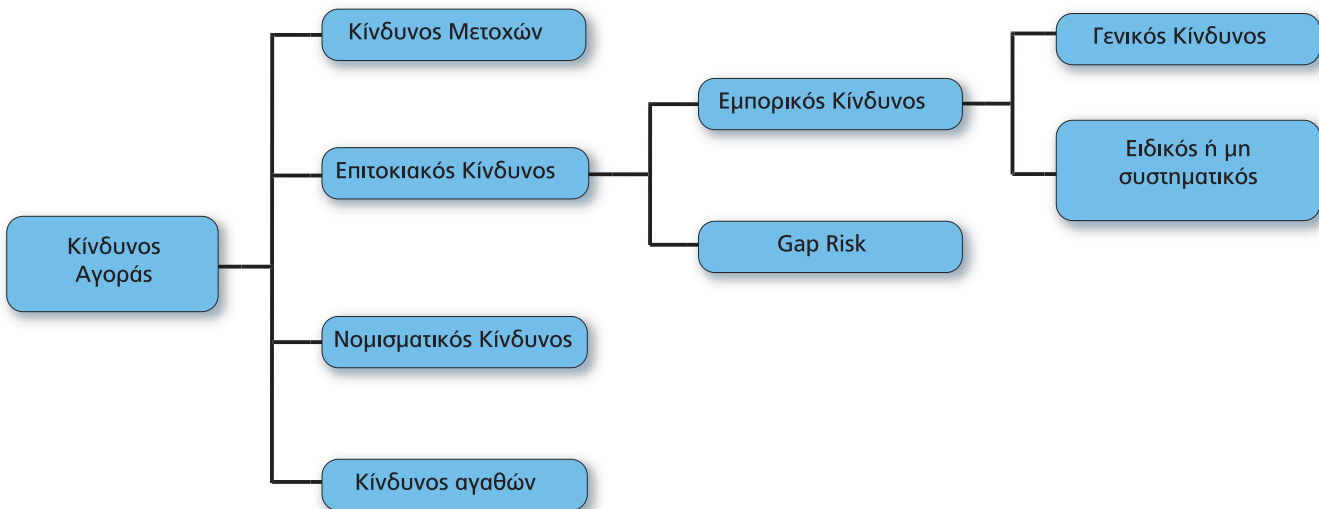 Κίνδυνος Μετοχών
Γενικός Κίνδυνος
Εμπορικός Κίνδυνος
Επιτοκιακός Κίνδυνος
Ειδικός ή μη
συστηματικός
Κίνδυνος
Αγοράς
Gap Risk
Νομισματικός Κίνδυνος
Κίνδυνος αγαθών